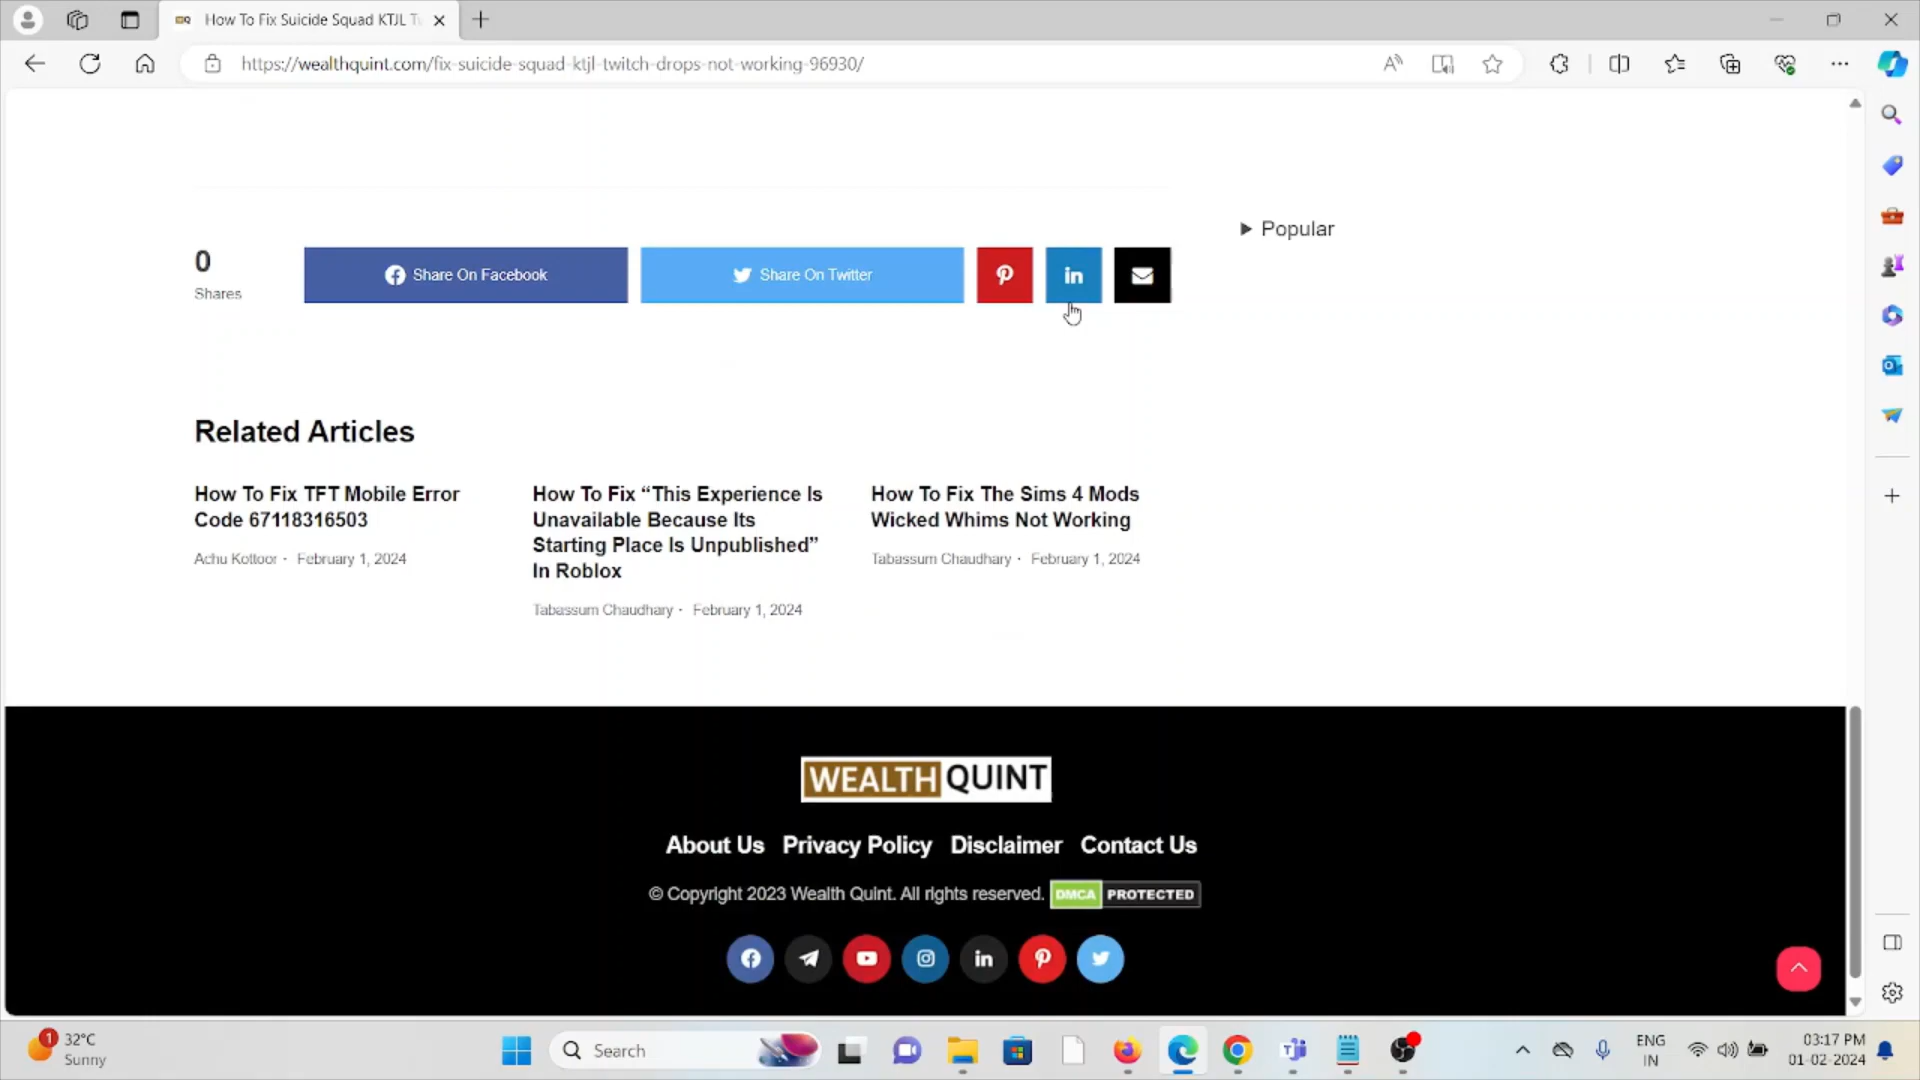 How To Fix Suicide Squad KTJL T
https://wealthquint.com/fix-suicide-squad-ktjl-twitch-drops-not-working-96930/
0
Shares
Share On Facebook
Share On Twitter
Popular
Related Articles
How To Fix TFT Mobile Error
Code 67118316503
Achu Kottoor · February 1, 2024
How To Fix “This Experience Is
Unavailable Because Its
Starting Place Is Unpublished”
In Roblox
Tabassum Chaudhary · February 1, 2024
How To Fix The Sims 4 Mods
Wicked Whims Not Working
Tabassum Chaudhary · February 1, 2024
WEALTH QUINT
About Us Privacy Policy Disclaimer Contact Us
© Copyright 2023 Wealth Quint. All rights reserved. DMCA PROTECTED
1
32°C
Sunny
Search
ENG
IN
03:17 PM
01-02-2024